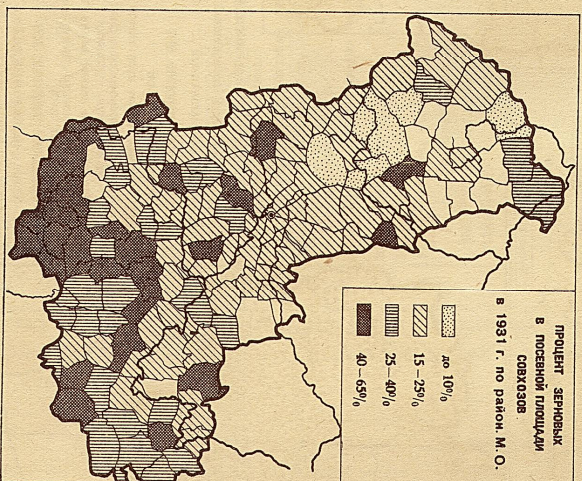 ПРОЦЕНТ ЗЕРНОВЫХ
В ПОСЕВНОЙ ПЛОЩАДИ
СОВХОЗОВ
в 1931 г. по район. М. О.
до 10%
15–25%
25–40%
40–65%